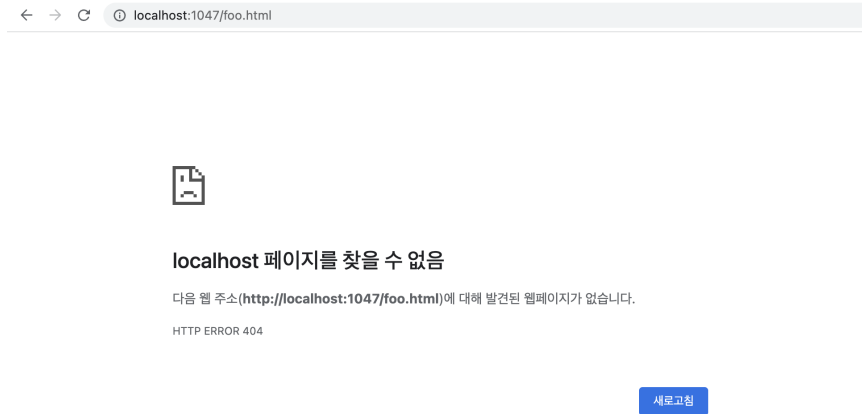 localhost:1047/foo.html
localhost 페이지를 찾을 수 없음
다음 웹 주소(http://localhost:1047/foo.html)에 대해 발견된 웹페이지가 없습니다.
HTTP ERROR 404
새로고침